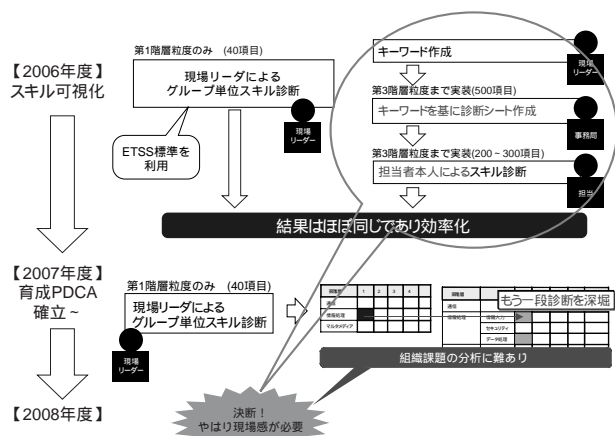 【2006年度】
スキル可視化
第1階層粒度のみ (40項目)
現場リーダによる
グループ単位スキル診断
現場
リーダー
ETSS標準を
利用
キーワード作成
現場
リーダー
第3階層粒度まで実装(500項目)
キーワードを基に診断シート作成
事務局
第3階層粒度まで実装(200~300項目)
担当者本人によるスキル診断
担当
結果はほぼ同じであり効率化
【2007年度】
育成PDCA
確立~
第1階層粒度のみ (40項目)
現場リーダによる
グループ単位スキル診断
現場
リーダー
1 2 3 4
通信
情報処理
マルチメディア
もう一段診断を深堀
通信
情報処理 情報入力
セキュリティ
データ処理
組織課題の分析に難あり
決断!
やはり現場感が必要
【2008年度】